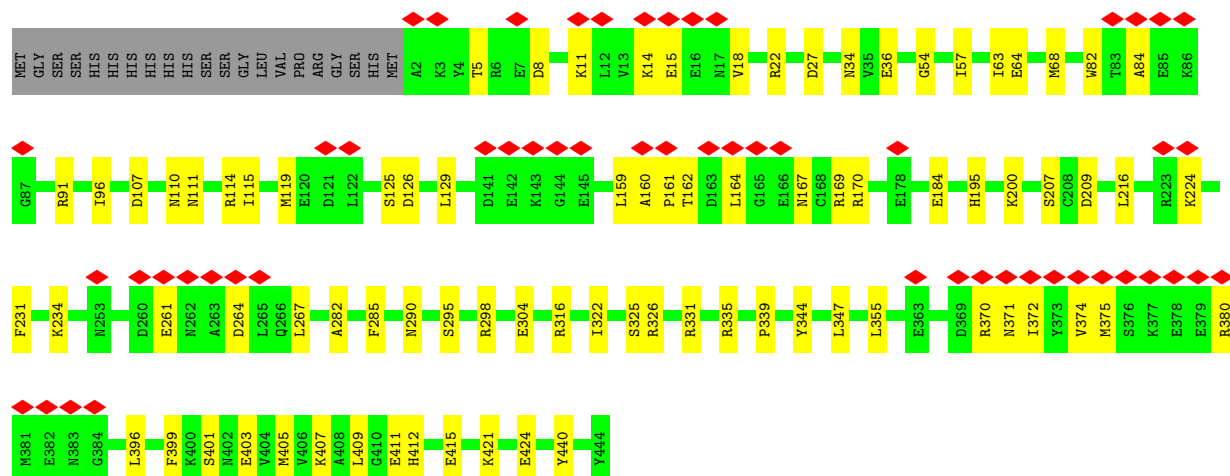 MET GLY SER SER HIS HIS HIS HIS HIS HIS SER SER GLY LEU VAL PRO ARG GLY SER HIS MET A2 K3 Y4 T5 R6 E7 D8 K11 L12 V13 K14 E15 E16 N17 V18 R22 D27 N34 V35 E36 G54 I57 I63 E64 M68 W82 T83 A84 E85 K86
G87 R91 I96 D107 N110 N111 R114 I115 M119 E120 D121 L122 S125 D126 L129 D141 E142 K143 G144 E145 L159 A160 P161 T162 D163 L164 G165 E166 N167 C168 R169 R170 E178 E184 H195 K200 S207 C208 D209 L216 R223 K224
F231 K234 N253 D260 E261 N262 A263 D264 L265 Q266 L267 A282 F285 N290 S295 R298 E304 R316 I322 S325 R326 R331 R335 P339 Y344 L347 L355 E363 D369 R370 N371 I372 Y373 V374 M375 S376 K377 E378 E379 R380
M381 E382 N383 G384 L396 F399 K400 S401 N402 E403 V404 M405 V406 K407 A408 L409 G410 E411 H412 E415 K421 E424 Y440 Y444